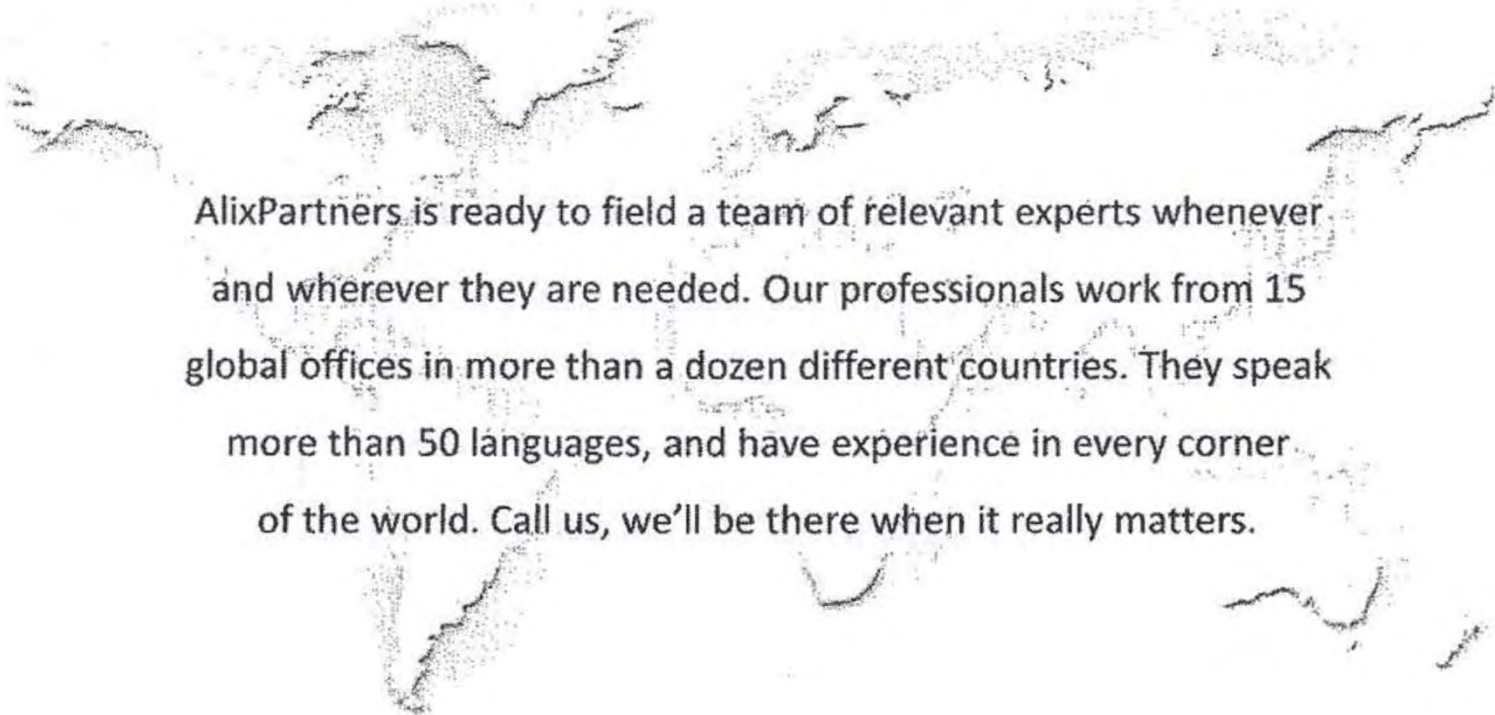 AlixPartners is ready to field a team of relevant experts whenever
and wherever they are needed. Our professionals work from 15
global offices in more than a dozen different countries. They speak
more than 50 languages, and have experience in every corner
of the world. Call us, we'll be there when it really matters.